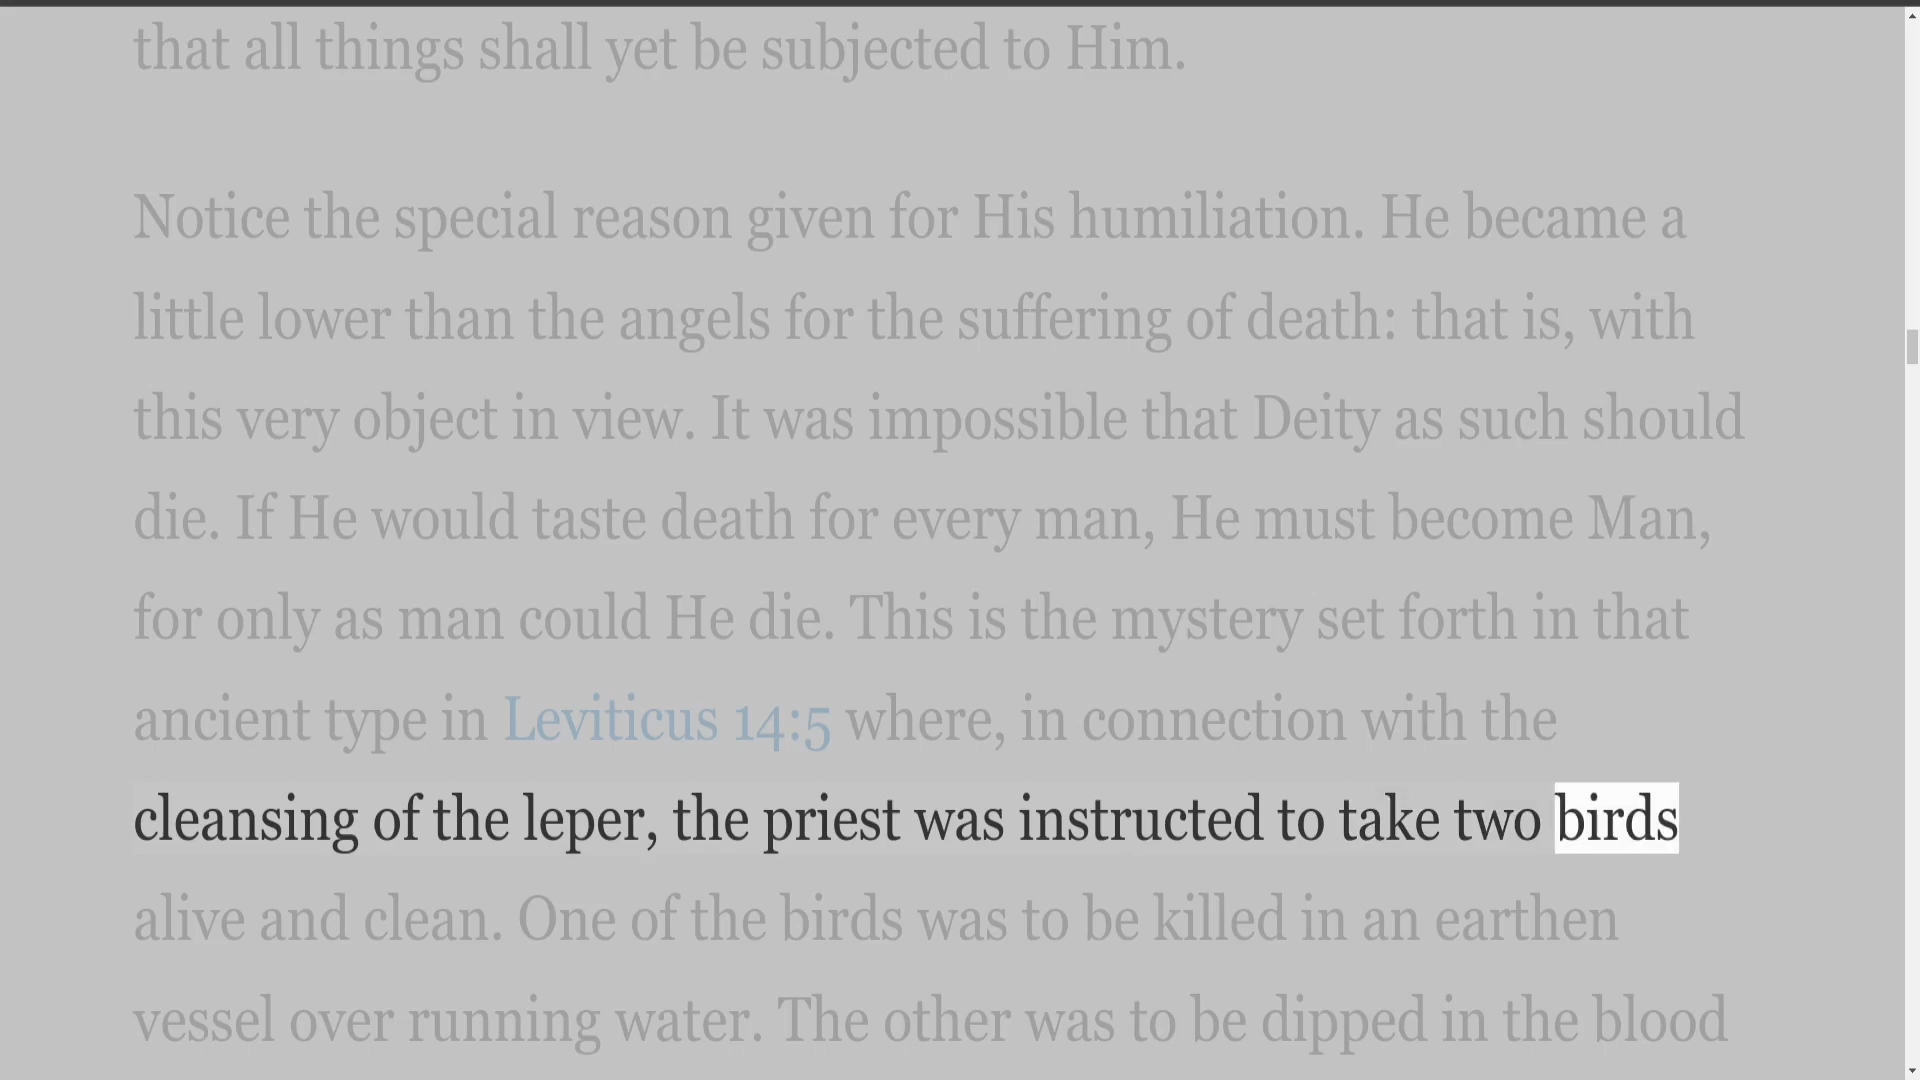 that all things shall yet be subjected to Him.
Notice the special reason given for His humiliation. He became a
little lower than the angels for the suffering of death: that is, with
this very object in view. It was impossible that Deity as such should
die. If He would taste death for every man, He must become Man,
for only as man could He die. This is the mystery set forth in that
ancient type in Leviticus 14:5 where, in connection with the
cleansing of the leper, the priest was instructed to take two birds
alive and clean. One of the birds was to be killed in an earthen
vessel over running water. The other was to be dipped in the blood